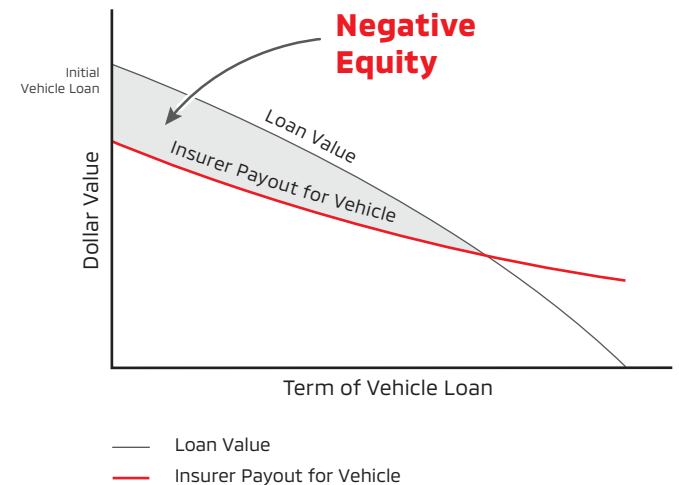 Negative
Equity
Initial
Vehicle Loan
Loan Value
Insurer Payout for Vehicle
Dollar Value
Term of Vehicle Loan
Loan Value
Insurer Payout for Vehicle